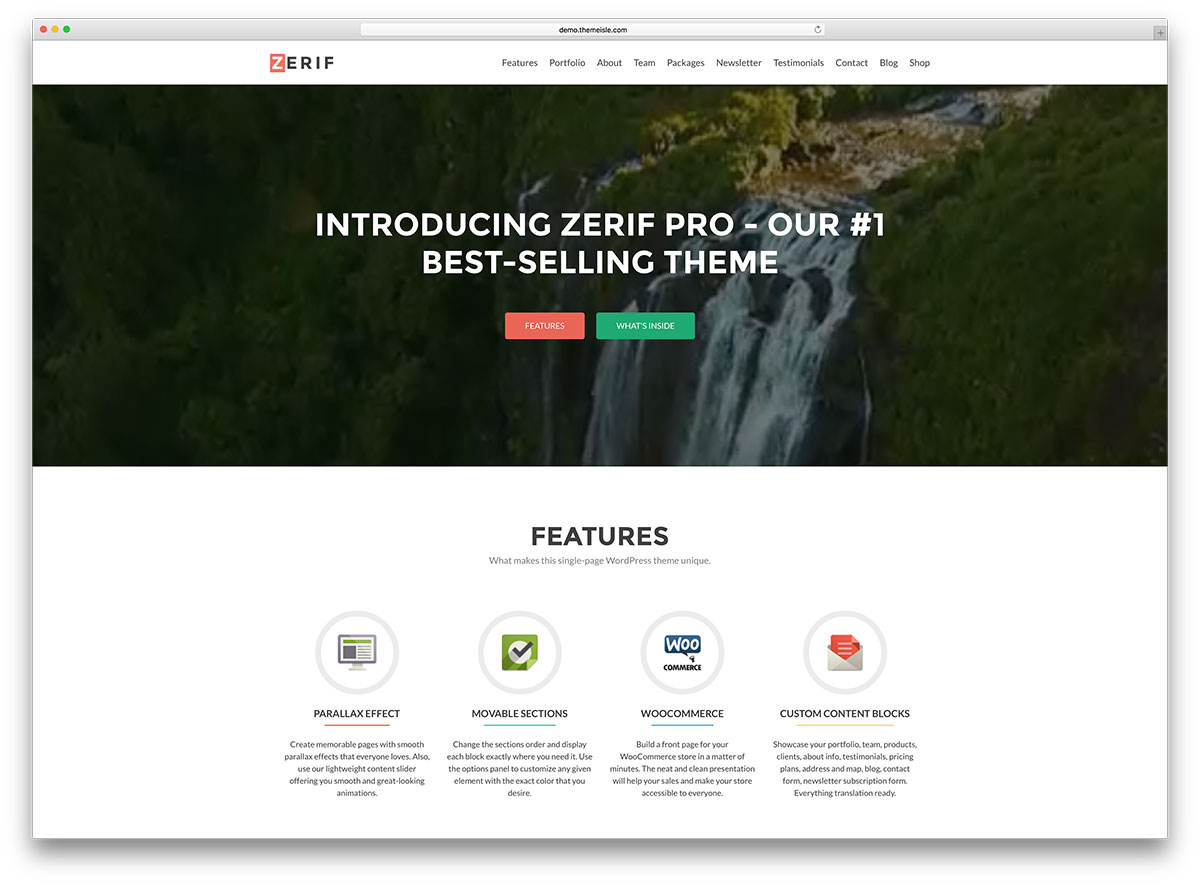 demo.themeisle.com
ZERIF
Features Portfolio About Team Packages Newsletter Testimonials Contact Blog Shop
INTRODUCING ZERIF PRO - OUR #1
BEST-SELLING THEME
FEATURES WHAT'S INSIDE
FEATURES
What makes this single-page WordPress theme unique.
WOO
COMMERCE
PARALLAX EFFECT
Create memorable pages with smooth
parallax effects that everyone loves. Also,
use our lightweight content slider
offering you smooth and great-looking
animations.
MOVABLE SECTIONS
Change the sections order and display
each block exactly where you need it. Use
the options panel to customize any given
element with the exact color that you
desire.
WOOCOMMERCE
Build a front page for your
WooCommerce store in a matter of
minutes. The neat and clean presentation
will help your sales and make your store
accessible to everyone.
CUSTOM CONTENT BLOCKS
Showcase your portfolio, team, products,
clients, about info, testimonials, pricing
plans, address and map, blog, contact
form, newsletter subscription form.
Everything translation ready.